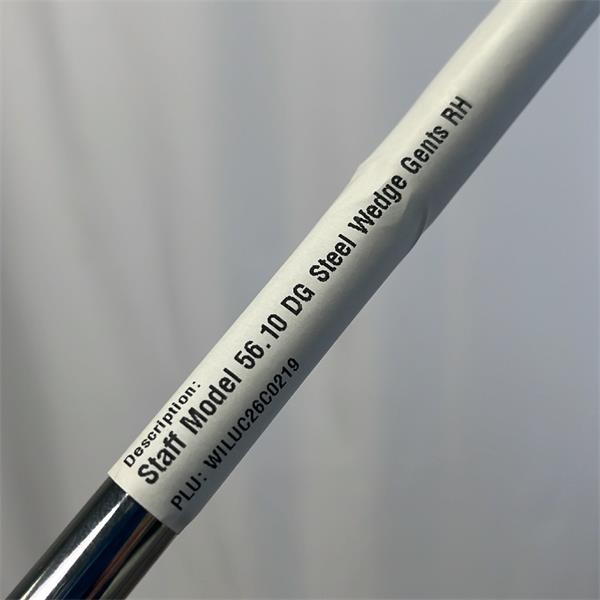 Description:
Staff Model 56.10 DG Steel Wedge Gents RH
PLU: WILUC26C0219